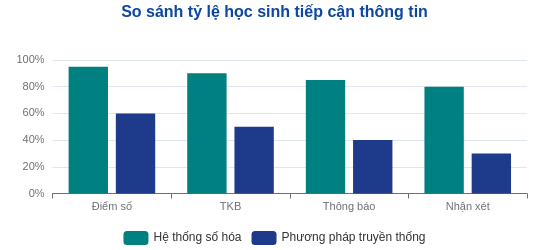 So sánh tỷ lệ học sinh tiếp cận thông tin
100%
80%
60%
40%
20%
0%
Điểm số
TKB
Thông báo
Nhận xét
Hệ thống số hóa
Phương pháp truyền thống